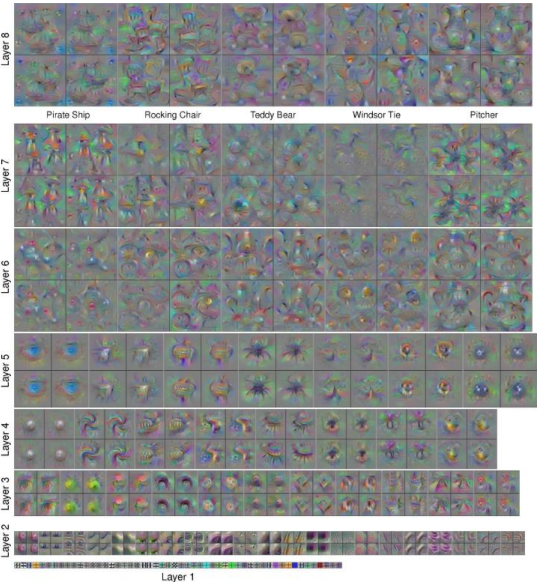 Layer 8
Pirate Ship Rocking Chair Teddy Bear Windsor Tie Pitcher
Layer 7
Layer 6
Layer 5
Layer 4
Layer 3
Layer 2
Layer 1